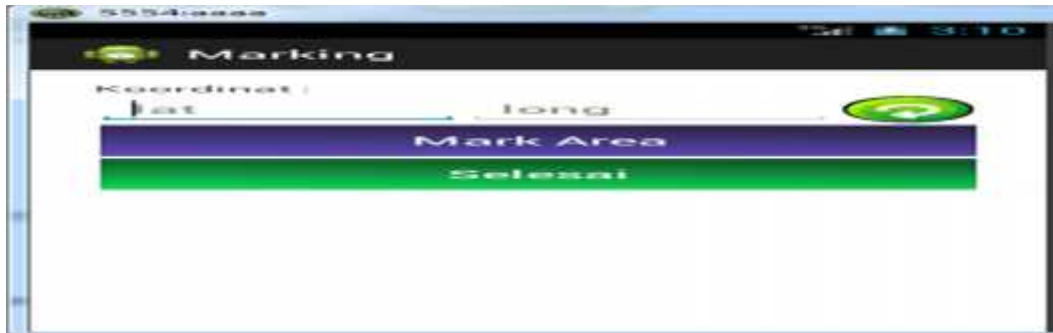 5554:aaaa
3:10
Marking
Koordinat :
lat long
Mark Area
Selesai